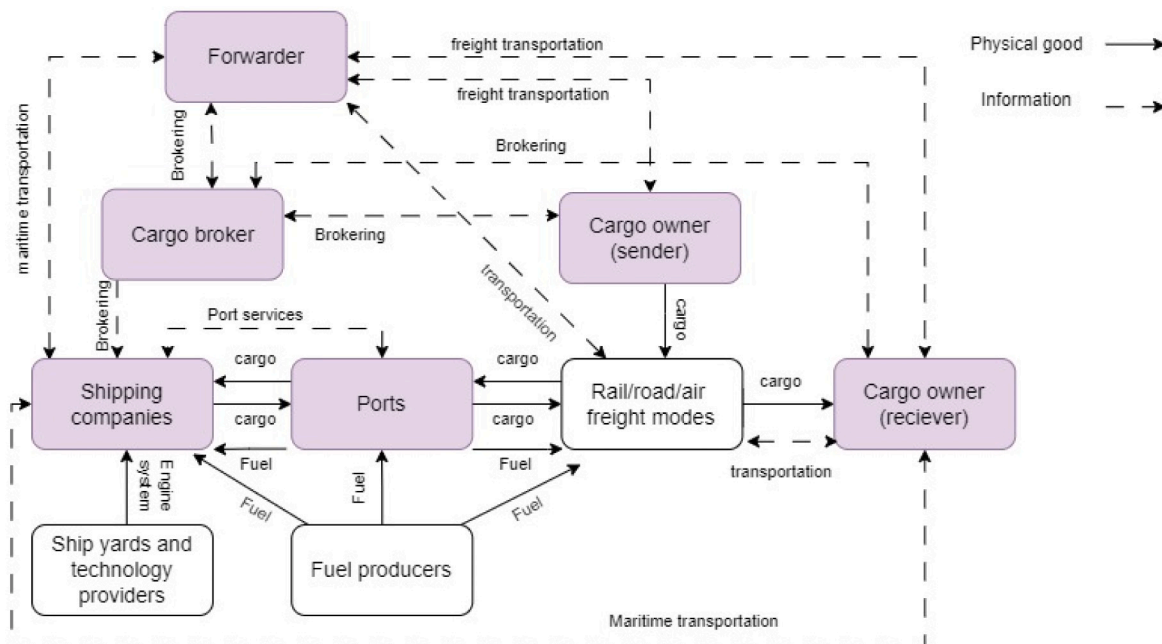 Forwarder
freight transportation
freight transportation
Physical good
Information
maritime transportation
Brokering
Brokering
Cargo broker
Brokering
Cargo owner
(sender)
transportation
Brokering
Port services
cargo
Shipping
companies
cargo
cargo
Ports
cargo
cargo
Rail/road/air
freight modes
cargo
Cargo owner
(reciever)
Fuel
Fuel
transportation
Engine
system
Fuel
Fuel
Fuel
Ship yards and
technology
providers
Fuel producers
Maritime transportation